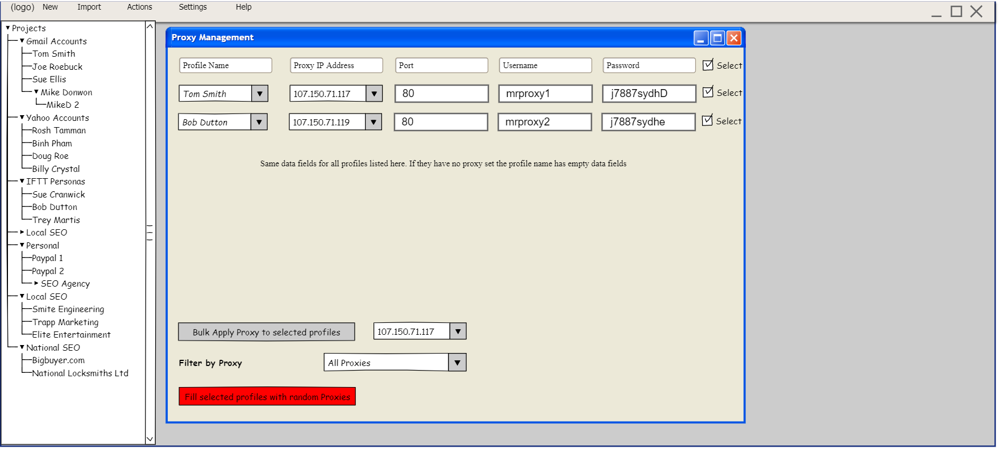 (logo) New Import Actions Settings Help
Projects
Gmail Accounts
Tom Smith
Joe Roebuck
Sue Ellis
Mike Donwon
MikeD 2
Yahoo Accounts
Rosh Tamman
Binh Pham
Doug Roe
Billy Crystal
IFTT Personas
Sue Cranwick
Bob Dutton
Trey Martis
Local SEO
Personal
Paypal 1
Paypal 2
SEO Agency
Local SEO
Smite Engineering
Trapp Marketing
Elite Entertainment
National SEO
Bigbuyer.com
National Locksmiths Ltd
Proxy Management
Profile Name Proxy IP Address Port Username Password Select
Tom Smith 107.150.71.117 80 mrproxy1 j7887sydhD Select
Bob Dutton 107.150.71.119 80 mrproxy2 j7887sydhe Select
Same data fields for all profiles listed here. If they have no proxy set the profile name has empty data fields
Bulk Apply Proxy to selected profiles 107.150.71.117
Filter by Proxy All Proxies
Fill selected profiles with random Proxies